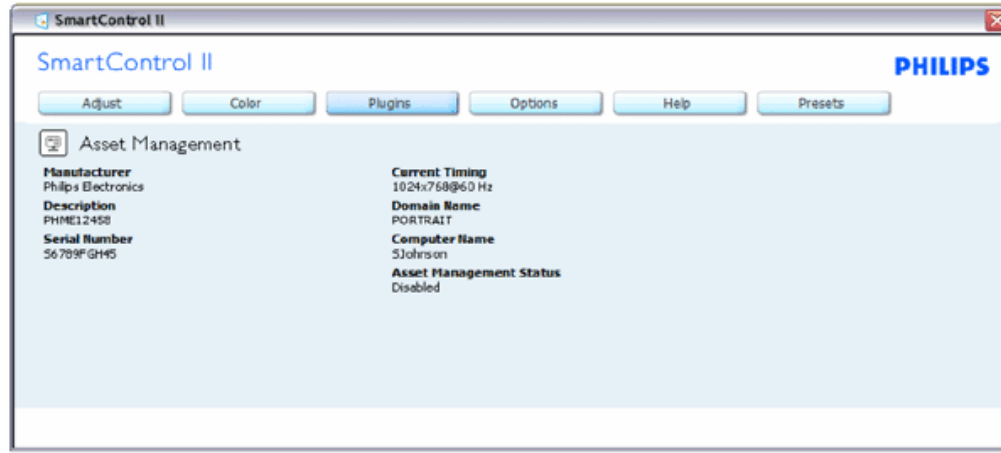 SmartControl II
SmartControl II
PHILIPS
Adjust Color Plugins Options Help Presets
Asset Management
Manufacturer
Philips Electronics
Description
PHME12458
Serial Number
56789FGH45
Current Timing
1024x768@60 Hz
Domain Name
PORTRAIT
Computer Name
SJohnson
Asset Management Status
Disabled